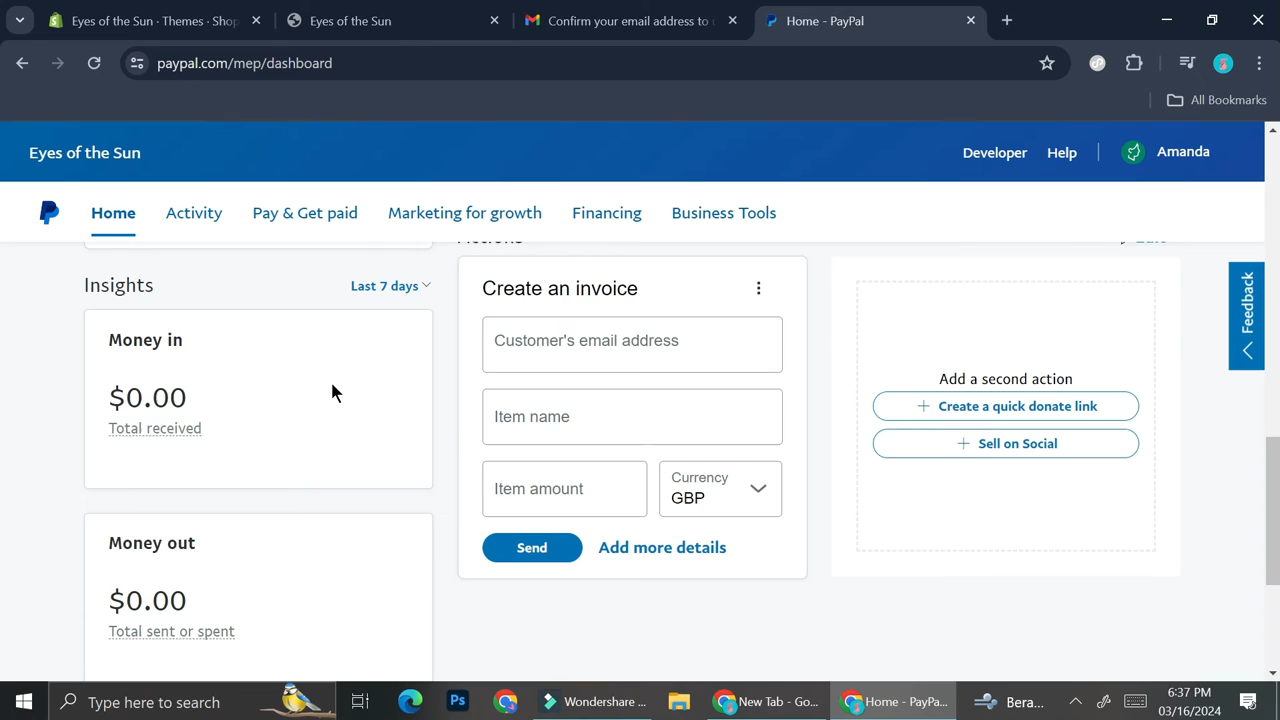 Eyes of the Sun · Themes · Shop
Eyes of the Sun
Confirm your email address to
Home - PayPal
paypal.com/mep/dashboard
All Bookmarks
Eyes of the Sun
Developer
Help
Amanda
Home
Activity
Pay & Get paid
Marketing for growth
Financing
Business Tools
Insights
Last 7 days
Money in
$0.00
Total received
Money out
$0.00
Total sent or spent
Create an invoice
Customer's email address
Item name
Item amount
Currency
GBP
Send
Add more details
Add a second action
Create a quick donate link
Sell on Social
Feedback
Type here to search
Ps
Wondershare ...
New Tab - Go...
Home - PayPa...
Bera...
6:37 PM
03/16/2024